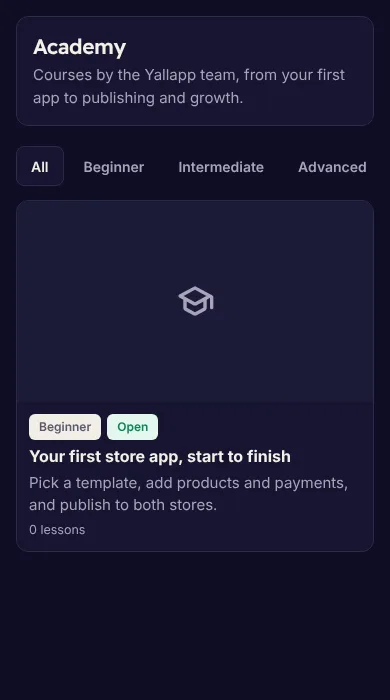 Academy
Courses by the Yallapp team, from your first
app to publishing and growth.
All Beginner Intermediate Advanced
Beginner Open
Your first store app, start to finish
Pick a template, add products and payments,
and publish to both stores.
0 lessons